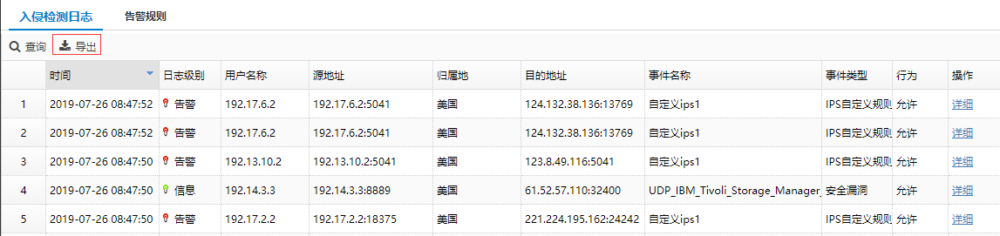 入侵检测日志 告警规则
查询 导出
时间 日志级别 用户名称 源地址 归属地 目的地址 事件名称 事件类型 行为 操作
1 2019-07-26 08:47:52 告警 192.17.6.2 192.17.6.2:5041 美国 124.132.38.136:13769 自定义ips1 IPS自定义规则 允许 详细
2 2019-07-26 08:47:52 告警 192.17.6.2 192.17.6.2:5041 美国 124.132.38.136:13769 自定义ips1 IPS自定义规则 允许 详细
3 2019-07-26 08:47:50 告警 192.13.10.2 192.13.10.2:5041 美国 123.8.49.116:5041 自定义ips1 IPS自定义规则 允许 详细
4 2019-07-26 08:47:50 信息 192.14.3.3 192.14.3.3:8889 美国 61.52.57.110:32400 UDP_IBM_Tivoli_Storage_Manager_ 安全漏洞 允许 详细
5 2019-07-26 08:47:50 告警 192.17.2.2 192.17.2.2:18375 美国 221.224.195.162:24242 自定义ips1 IPS自定义规则 允许 详细